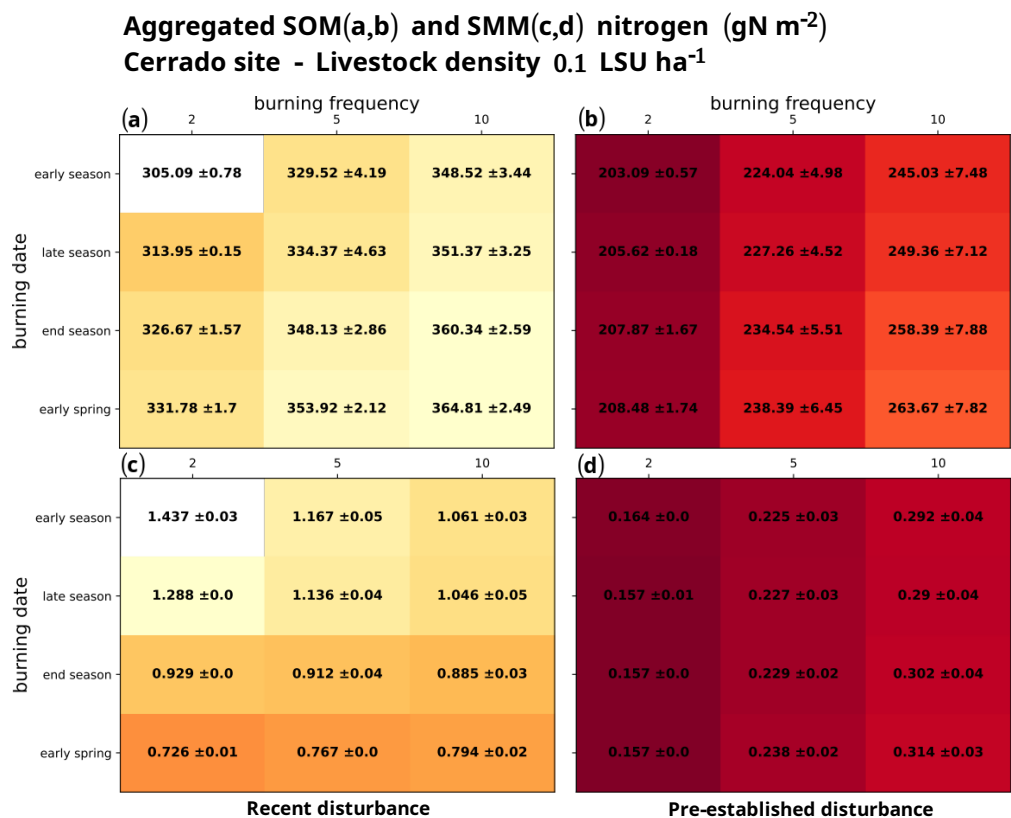 Aggregated SOM(a,b) and SMM(c,d) nitrogen (gN m⁻²)
Cerrado site - Livestock density 0.1 LSU ha⁻¹
burning frequency burning frequency
(a) 2 5 10 (b) 2 5 10
early season 305.09 ±0.78 329.52 ±4.19 348.52 ±3.44 203.09 ±0.57 224.04 ±4.98 245.03 ±7.48
late season 313.95 ±0.15 334.37 ±4.63 351.37 ±3.25 205.62 ±0.18 227.26 ±4.52 249.36 ±7.12
burning date
end season 326.67 ±1.57 348.13 ±2.86 360.34 ±2.59 207.87 ±1.67 234.54 ±5.51 258.39 ±7.88
early spring 331.78 ±1.7 353.92 ±2.12 364.81 ±2.49 208.48 ±1.74 238.39 ±6.45 263.67 ±7.82
(c) 2 5 10 (d) 2 5 10
early season 1.437 ±0.03 1.167 ±0.05 1.061 ±0.03 0.164 ±0.0 0.225 ±0.03 0.292 ±0.04
late season 1.288 ±0.0 1.136 ±0.04 1.046 ±0.05 0.157 ±0.01 0.227 ±0.03 0.29 ±0.04
burning date
end season 0.929 ±0.0 0.912 ±0.04 0.885 ±0.03 0.157 ±0.0 0.229 ±0.02 0.302 ±0.04
early spring 0.726 ±0.01 0.767 ±0.0 0.794 ±0.02 0.157 ±0.0 0.238 ±0.02 0.314 ±0.03
Recent disturbance Pre-established disturbance